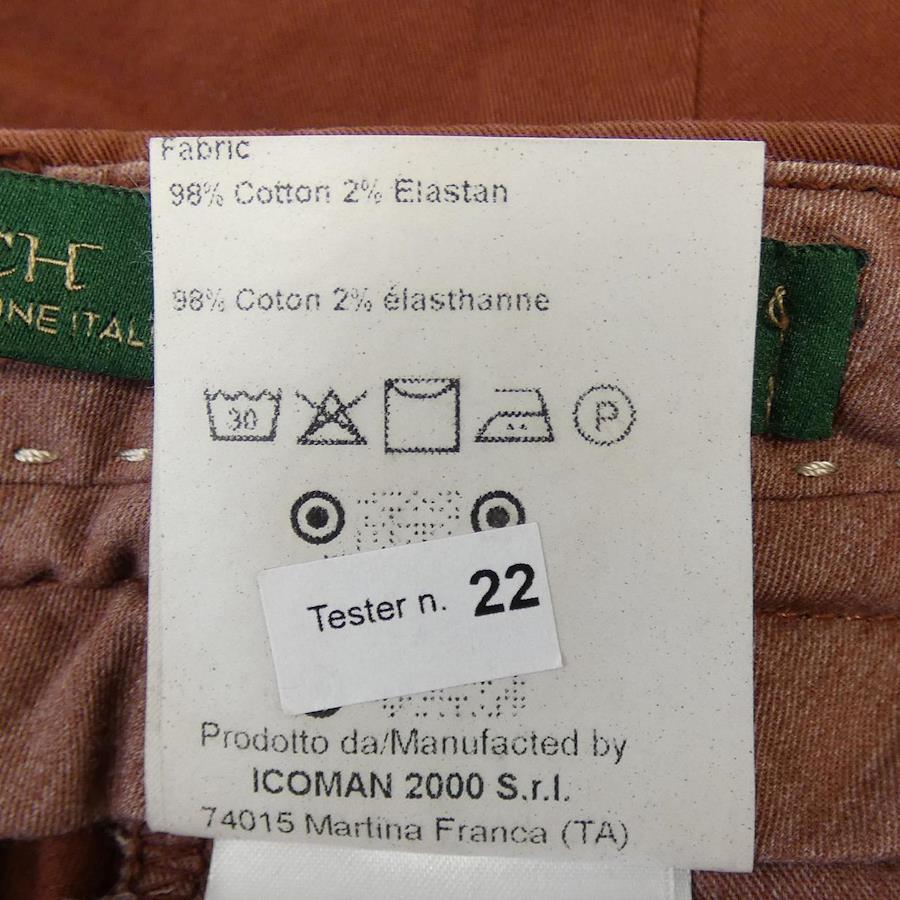 Fabric
98% Cotton 2% Elastan
98% Coton 2% élasthanne
30
P
Tester n. 22
Prodotto da/Manufacted by
ICOMAN 2000 S.r.l.
74015 Martina Franca (TA)